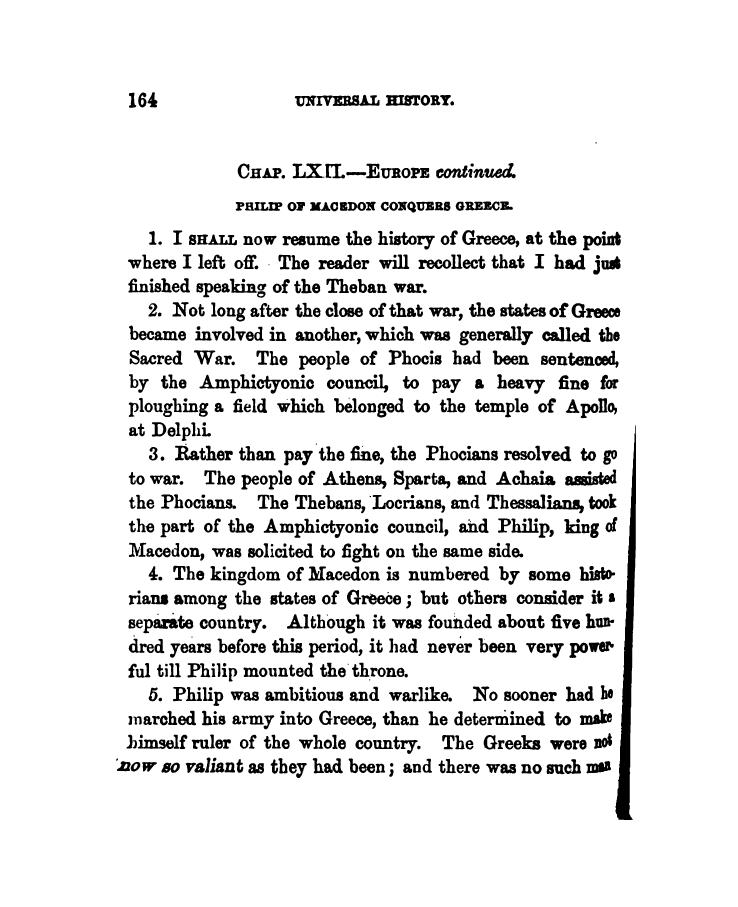 164 UNIVERSAL HISTORY.
CHAP. LXII.—EUROPE continued.
PHILIP OF MACEDON CONQUERS GREECE.
1. I SHALL now resume the history of Greece, at the point
where I left off. The reader will recollect that I had just
finished speaking of the Theban war.
2. Not long after the close of that war, the states of Greece
became involved in another, which was generally called the
Sacred War. The people of Phocis had been sentenced,
by the Amphictyonic council, to pay a heavy fine for
ploughing a field which belonged to the temple of Apollo,
at Delphi.
3. Rather than pay the fine, the Phocians resolved to go
to war. The people of Athens, Sparta, and Achaia assisted
the Phocians. The Thebans, Locrians, and Thessalians, took
the part of the Amphictyonic council, and Philip, king of
Macedon, was solicited to fight on the same side.
4. The kingdom of Macedon is numbered by some histo-
rians among the states of Greece; but others consider it a
separate country. Although it was founded about five hun-
dred years before this period, it had never been very power-
ful till Philip mounted the throne.
5. Philip was ambitious and warlike. No sooner had he
marched his army into Greece, than he determined to make
himself ruler of the whole country. The Greeks were not
now so valiant as they had been; and there was no such man